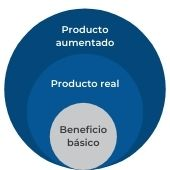 Producto
aumentado
Producto real
Beneficio
básico